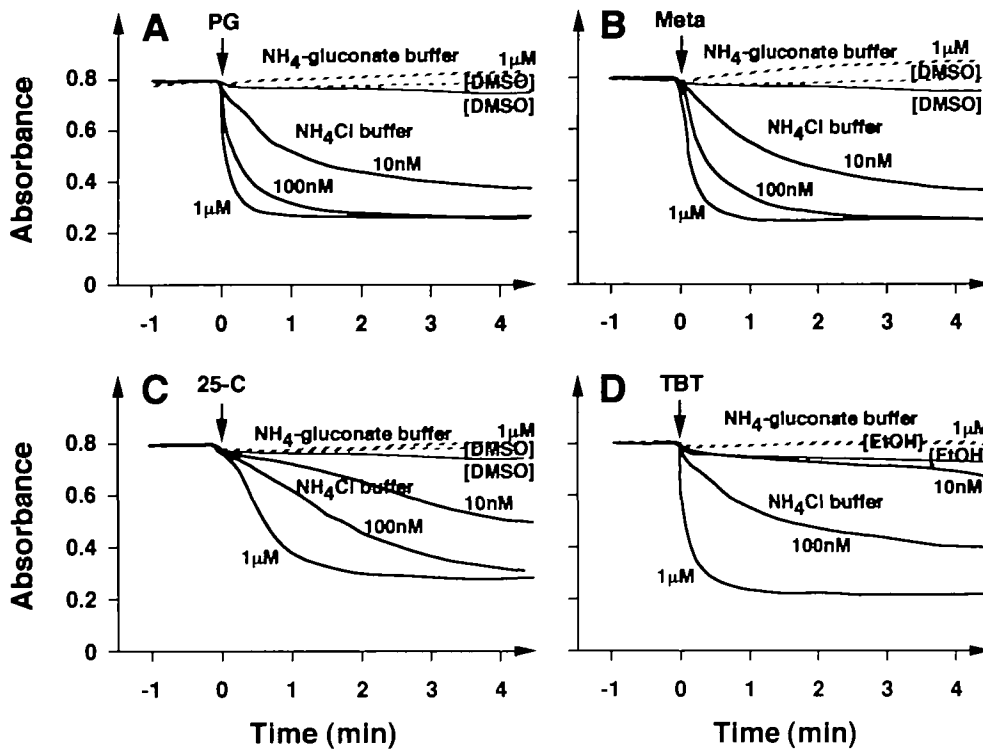 A
PG
NH₄-gluconate buffer
1μM
[DMSO]
[DMSO]
NH₄Cl buffer
10nM
100nM
1μM
Absorbance
0.8
0.6
0.4
0.2
0
-1 0 1 2 3 4
B
Meta
NH₄-gluconate buffer
1μM
[DMSO]
[DMSO]
NH₄Cl buffer
10nM
100nM
1μM
-1 0 1 2 3 4
C
25-C
NH₄-gluconate buffer
1μM
[DMSO]
[DMSO]
NH₄Cl buffer
10nM
100nM
1μM
Absorbance
0.8
0.6
0.4
0.2
0
-1 0 1 2 3 4
Time (min)
D
TBT
NH₄-gluconate buffer
1μM
[EtOH]
[EtOH]
10nM
NH₄Cl buffer
100nM
1μM
-1 0 1 2 3 4
Time (min)